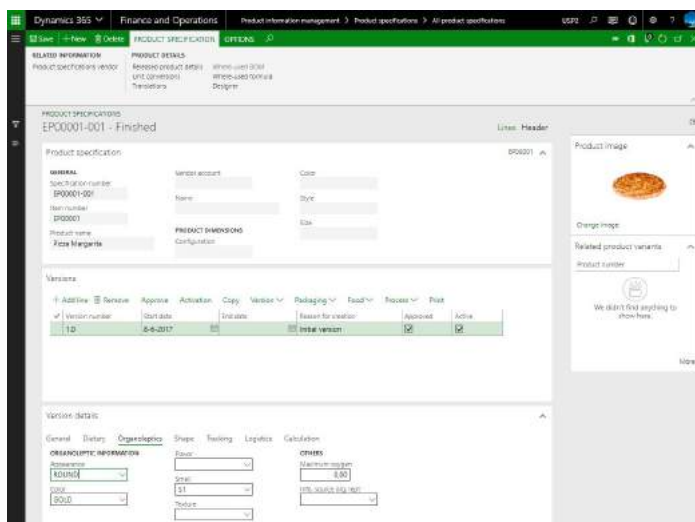 Dynamics 365 Finance and Operations Product information management > Product specifications > All product specifications USP2 ?
Save + New Delete PRODUCT SPECIFICATION OPTIONS
RELATED INFORMATION PRODUCT DETAILS
Product specifications vendor Released product details Where-used BOM
Unit conversions Where-used formula
Translations Designer
PRODUCT SPECIFICATIONS
EP00001-001 - Finished
Lines Header
Product specification EP00001
GENERAL Vendor account Color
Specification number
EP00001-001
Item number Name Style
EP00001
Product name PRODUCT DIMENSIONS Size
Pizza Margarita Configuration
Versions
+ Add line Remove Approve Activation Copy Version Packaging Food Process Print
Version number Start date End date Reason for creation Approved Active
1.0 8-6-2017 Initial version
Version details
General Dietary Organoleptics Shape Tracking Logistics Calculation
ORGANOLEPTIC INFORMATION Flavor OTHERS
Appearance Maximum oxygen
ROUND Smell 0,00
Color S1
GOLD Texture
Product image
Change image
Related product variants
Product number
We didn't find anything to
show here.
More